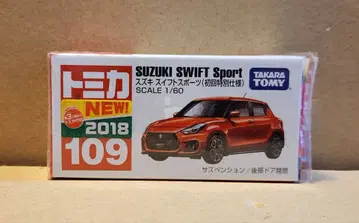 トミカ
NEW!
2018
109
SUZUKI SWIFT Sport
スズキ スイフトスポーツ(初回特別仕様)
SCALE 1/60
TAKARA
TOMY
サスペンション/後部ドア開閉